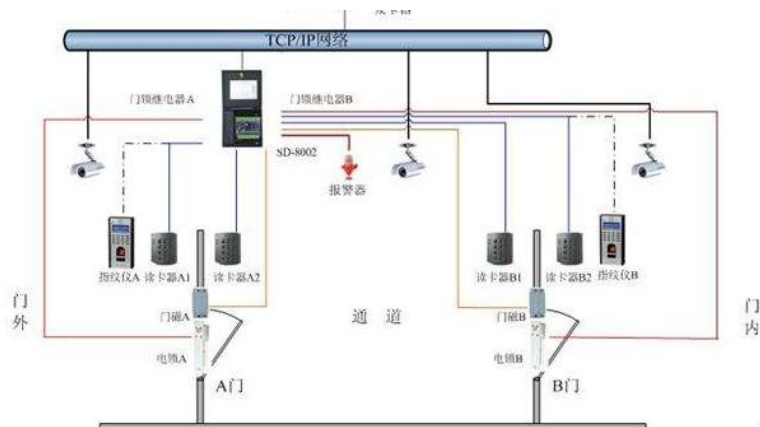 TCP/IP网络
门锁继电器A
门锁继电器B
SD-8002
报警器
指纹仪A
读卡器A1
读卡器A2
读卡器B1
读卡器B2
指纹仪B
门外
门磁A
通 道
门磁B
门内
电锁A
电锁B
A门
B门